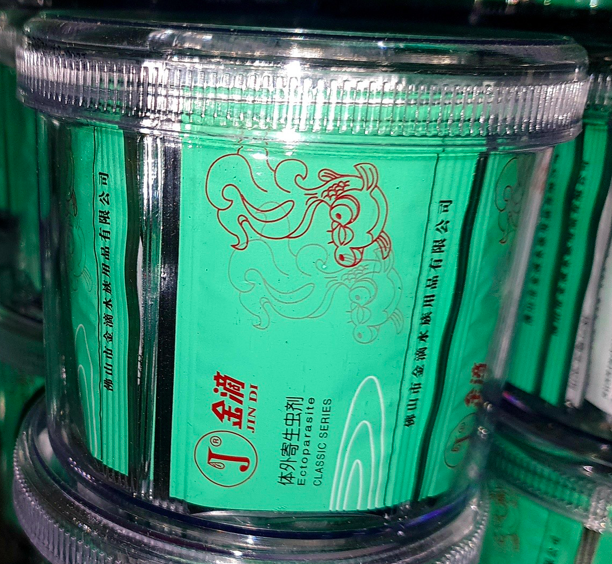 J®
金滴
JIN DI
体外寄生虫剂
Ectoparasite
CLASSIC SERIES
佛山市金滴水族用品有限公司
佛山市金滴水族用品有限公司
金滴